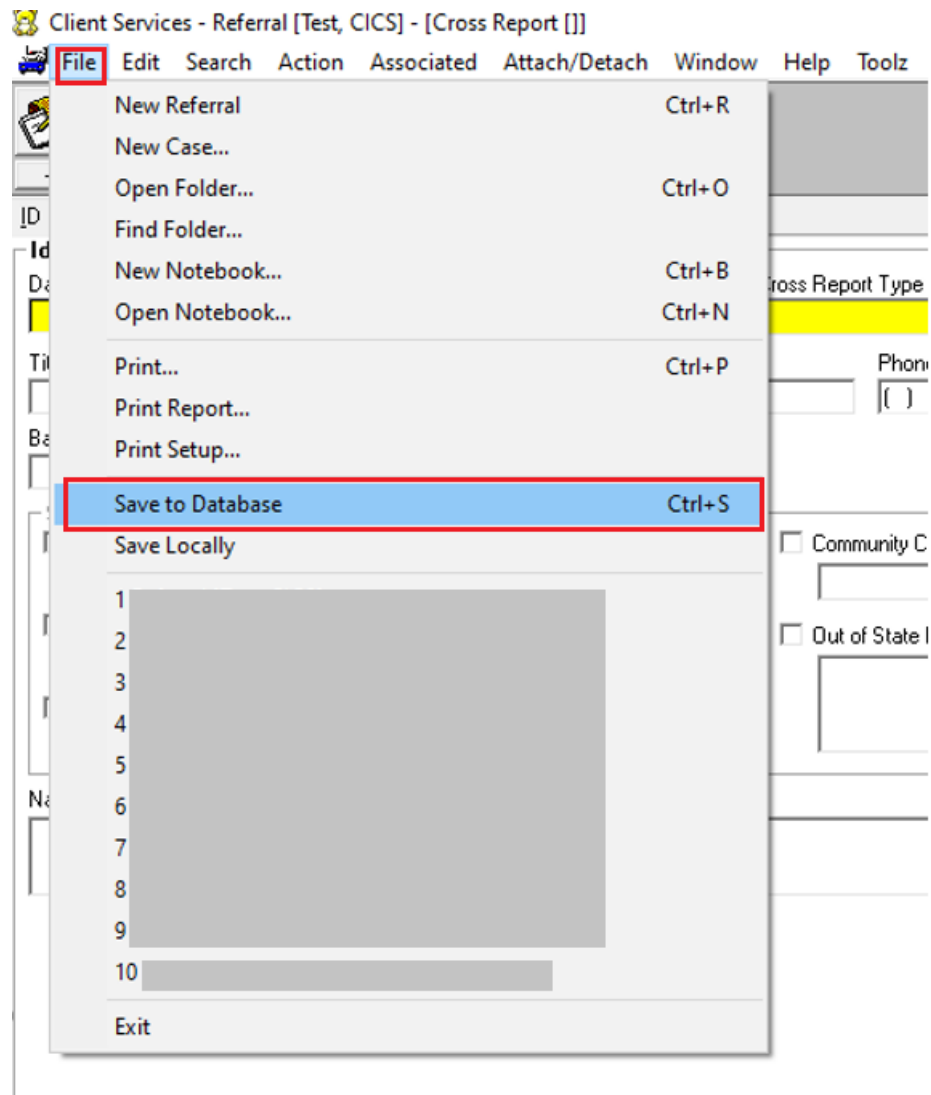 Client Services - Referral [Test, CICS] - [Cross Report []]
File Edit Search Action Associated Attach/Detach Window Help Toolz
New Referral Ctrl+R
New Case...
Open Folder... Ctrl+O
ID
Find Folder...
New Notebook... Ctrl+B
Report Type
Open Notebook... Ctrl+N
Print... Ctrl+P
( )
Print Report...
Print Setup...
Save to Database Ctrl+S
Save Locally
Community C
1
2
Out of State
3
4
5
6
7
8
9
10
Exit